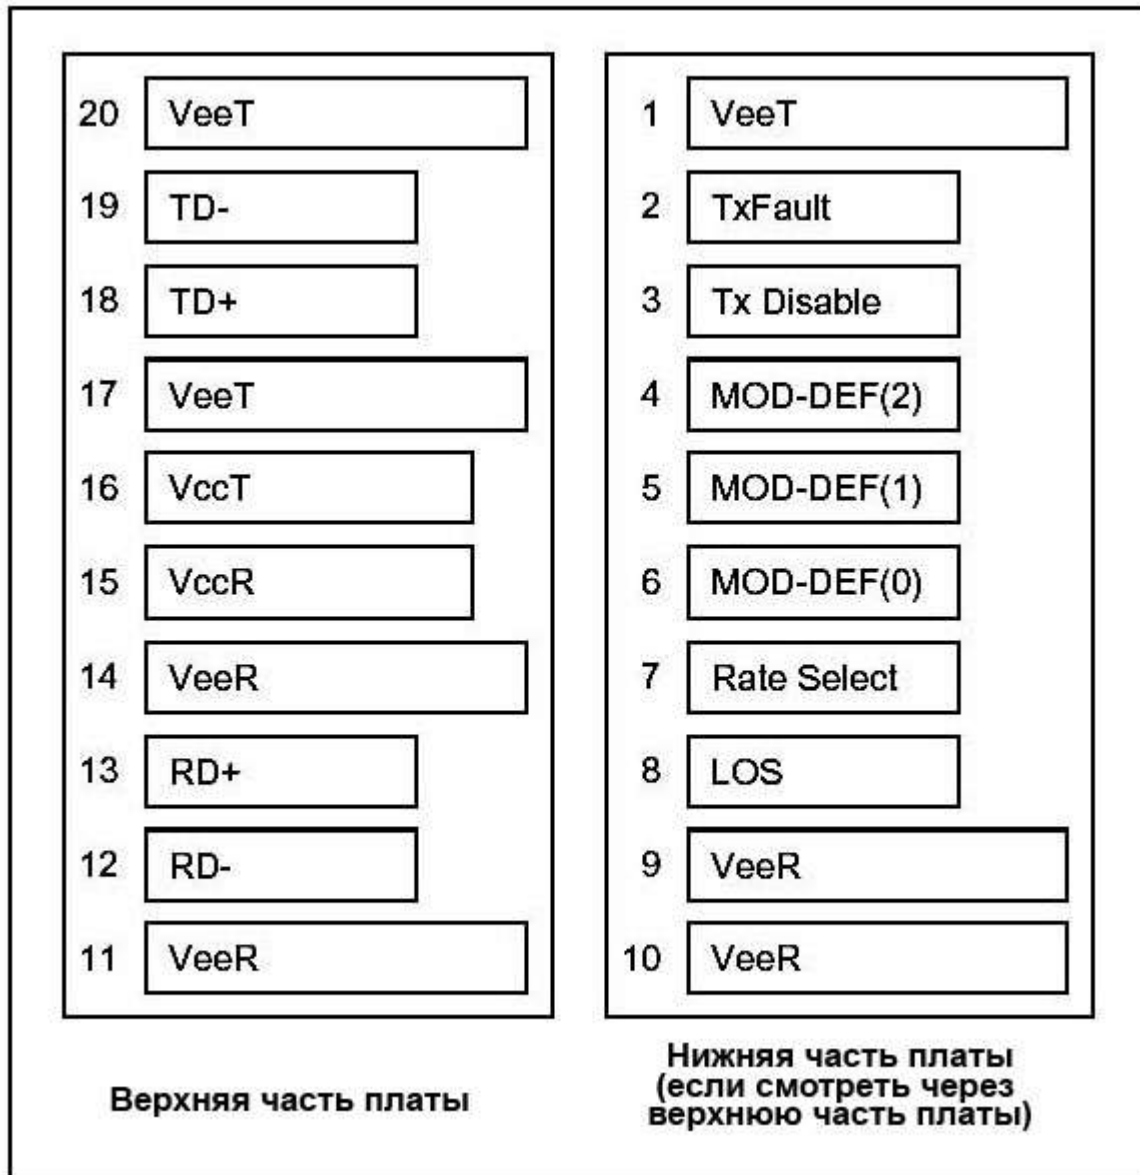 20 VeeT
19 TD-
18 TD+
17 VeeT
16 VccT
15 VccR
14 VeeR
13 RD+
12 RD-
11 VeeR
Верхняя часть платы
1 VeeT
2 TxFault
3 Tx Disable
4 MOD-DEF(2)
5 MOD-DEF(1)
6 MOD-DEF(0)
7 Rate Select
8 LOS
9 VeeR
10 VeeR
Нижняя часть платы
(если смотреть через
верхнюю часть платы)